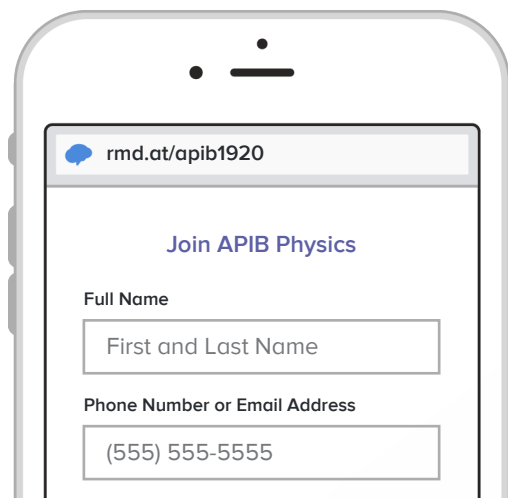 rmd.at/apib1920
Join APIB Physics
Full Name
First and Last Name
Phone Number or Email Address
(555) 555-5555